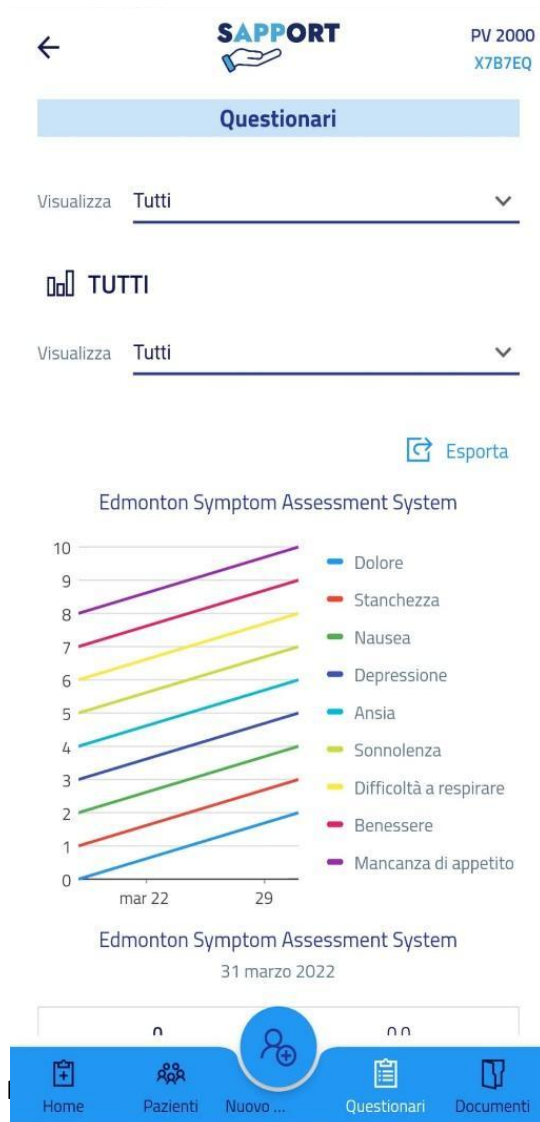 SAPPORT
PV 2000
X7B7EQ
Questionari
Visualizza Tutti
TUTTI
Visualizza Tutti
Esporta
Edmonton Symptom Assessment System
10
9
8
7
6
5
4
3
2
1
0
mar 22 29
Dolore
Stanchezza
Nausea
Depressione
Ansia
Sonnolenza
Difficoltà a respirare
Benessere
Mancanza di appetito
Edmonton Symptom Assessment System
31 marzo 2022
Home Pazienti Nuovo ... Questionari Documenti